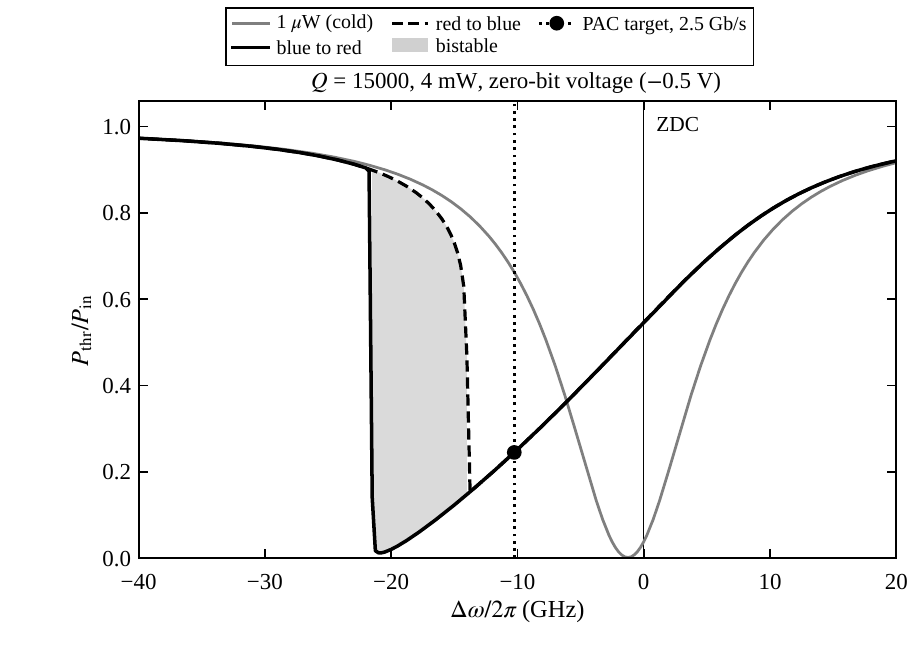 1 μW (cold)
blue to red
red to blue
bistable
PAC target, 2.5 Gb/s
Q = 15000, 4 mW, zero-bit voltage (−0.5 V)
ZDC
1.0
0.8
0.6
0.4
0.2
0.0
P_thr/P_in
−40
−30
−20
−10
0
10
20
Δω/2π (GHz)